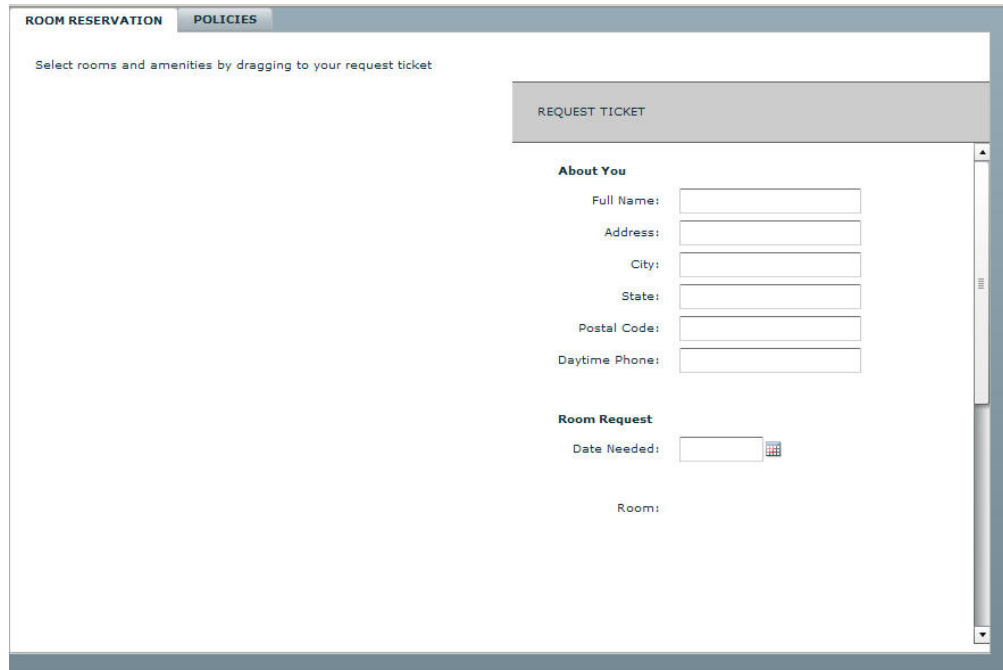 ROOM RESERVATION POLICIES
Select rooms and amenities by dragging to your request ticket
REQUEST TICKET
About You
Full Name:
Address:
City:
State:
Postal Code:
Daytime Phone:
Room Request
Date Needed:
Room: